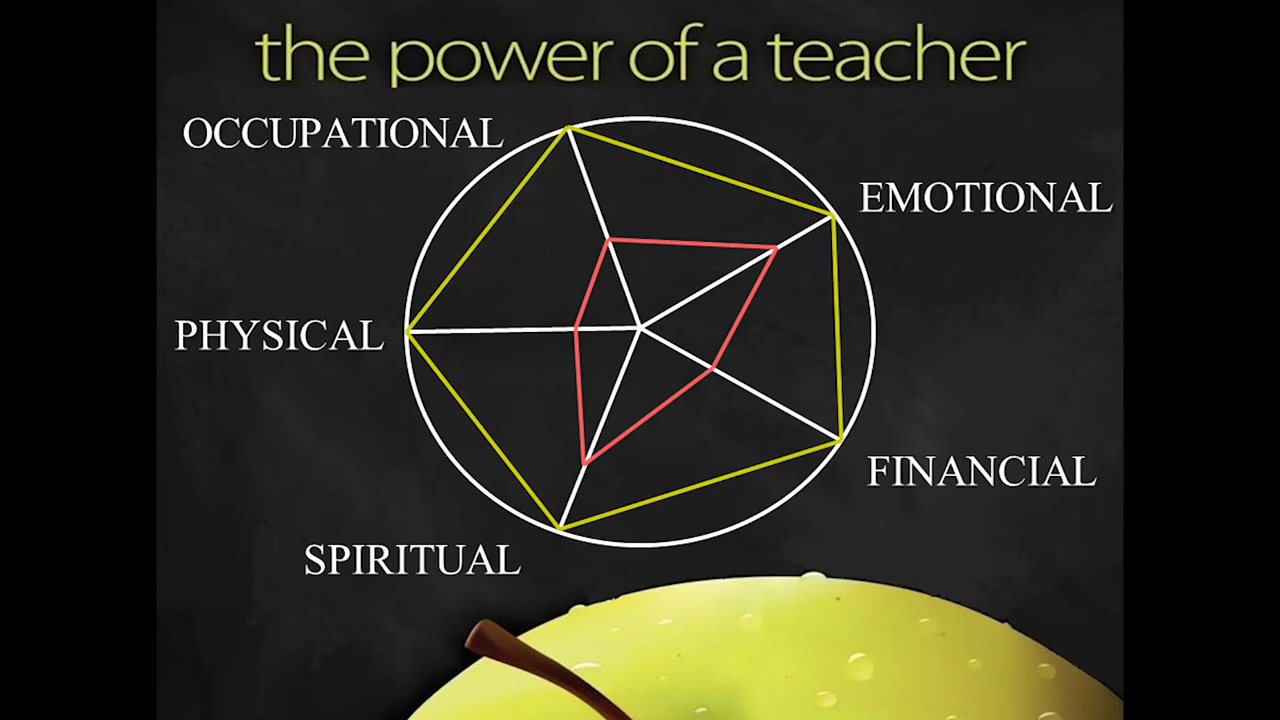 the power of a teacher
OCCUPATIONAL
EMOTIONAL
PHYSICAL
FINANCIAL
SPIRITUAL